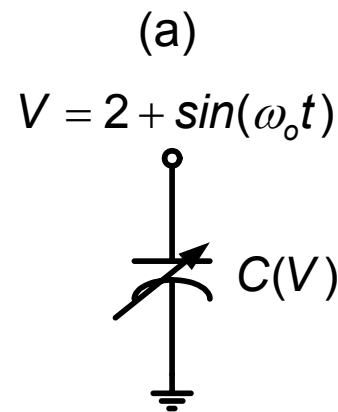 (a)
V = 2 + sin(ωₒt)
C(V)